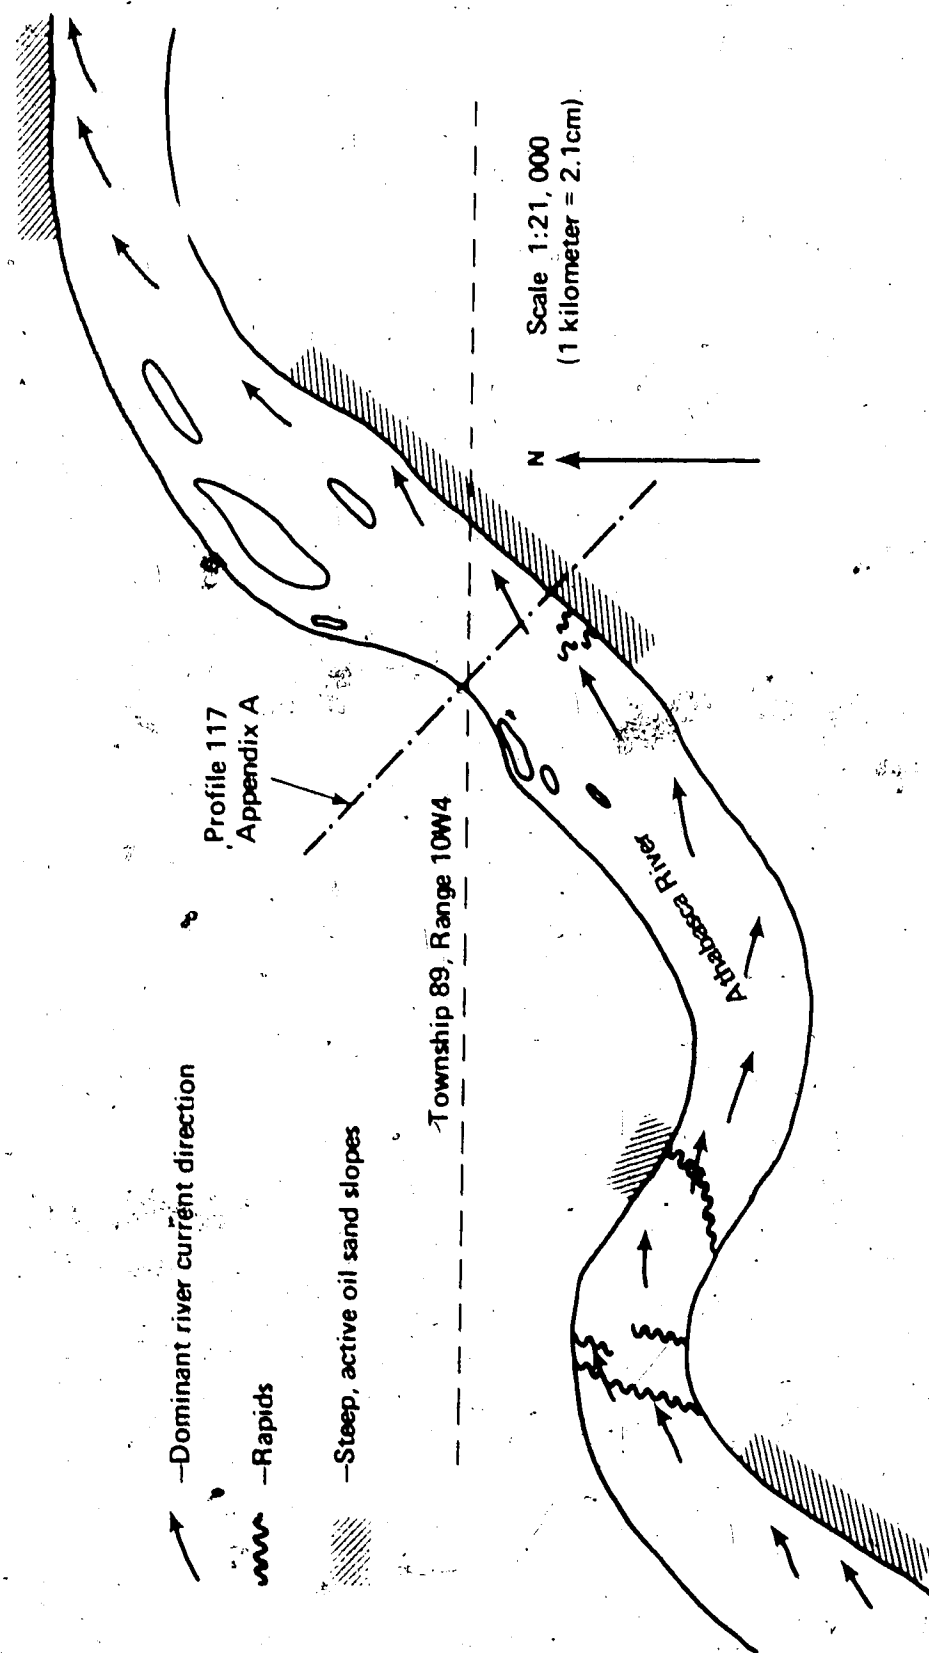 –Dominant river current direction
–Rapids
–Steep, active oil sand slopes
Profile 117
Appendix A
Township 89, Range 10W4
Athabasca River
N
Scale 1:21,000
(1 kilometer = 2.1cm)